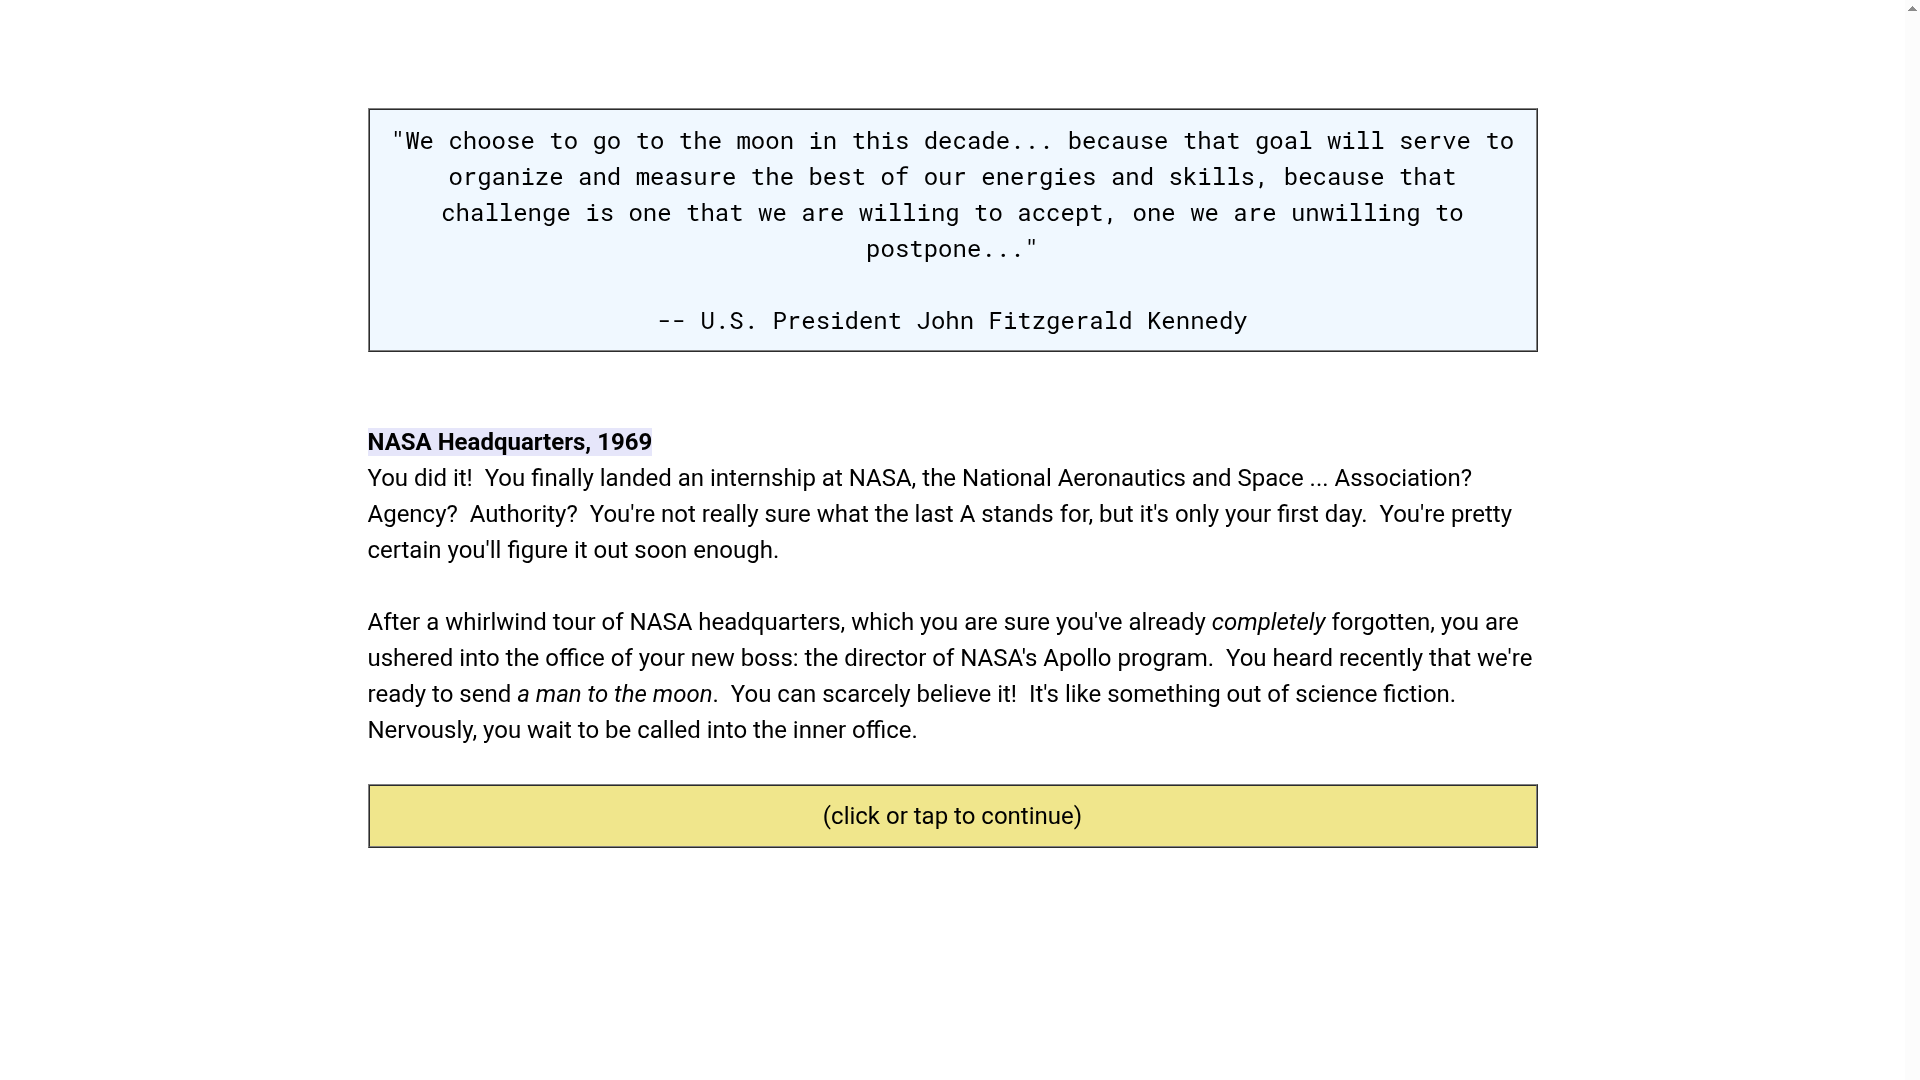 "We choose to go to the moon in this decade... because that goal will serve to
organize and measure the best of our energies and skills, because that
challenge is one that we are willing to accept, one we are unwilling to
postpone..."
-- U.S. President John Fitzgerald Kennedy
NASA Headquarters, 1969
You did it!  You finally landed an internship at NASA, the National Aeronautics and Space ... Association?
Agency?  Authority?  You're not really sure what the last A stands for, but it's only your first day.  You're pretty
certain you'll figure it out soon enough.
After a whirlwind tour of NASA headquarters, which you are sure you've already completely forgotten, you are
ushered into the office of your new boss: the director of NASA's Apollo program.  You heard recently that we're
ready to send a man to the moon.  You can scarcely believe it!  It's like something out of science fiction.
Nervously, you wait to be called into the inner office.
(click or tap to continue)